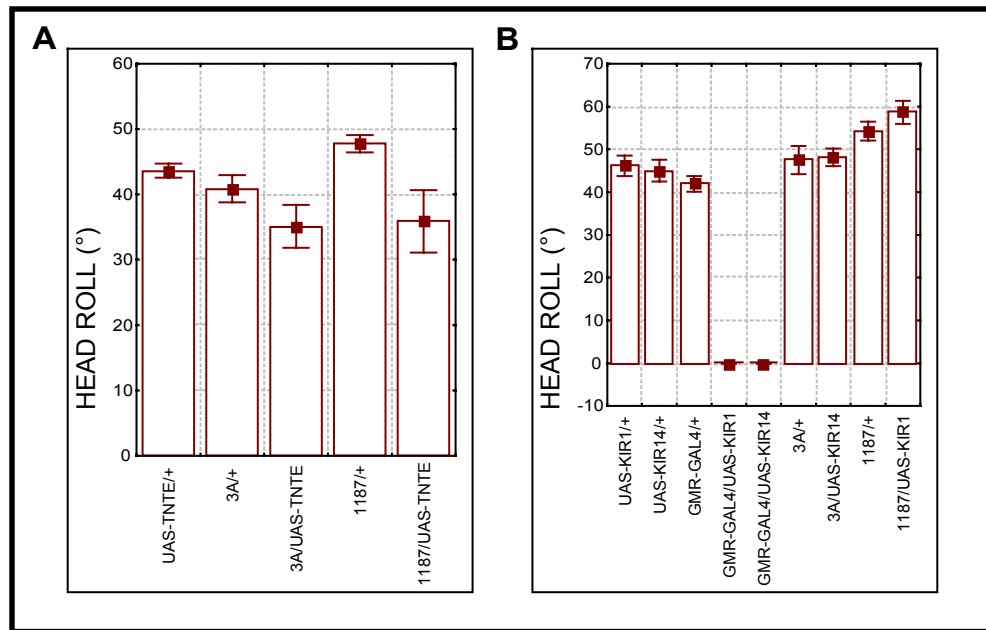 A
60
50
40
30
20
10
0
HEAD ROLL (°)
UAS-TNTE/+
3A/+
3A/UAS-TNTE
1187/+
1187/UAS-TNTE
B
70
60
50
40
30
20
10
0
-10
HEAD ROLL (°)
UAS-KIR1/+
UAS-KIR14/+
GMR-GAL4/+
GMR-GAL4/UAS-KIR1
GMR-GAL4/UAS-KIR14
3A/+
3A/UAS-KIR14
1187/+
1187/UAS-KIR1